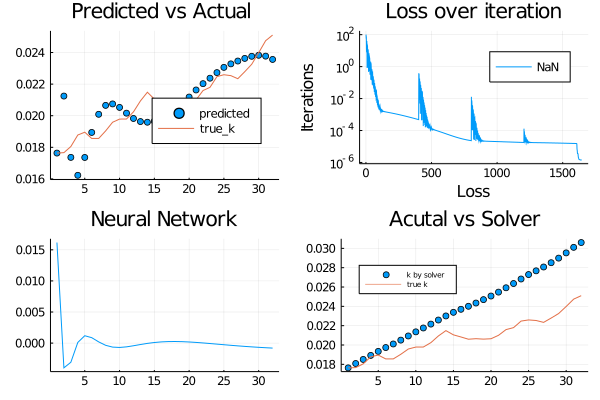 Predicted vs Actual
0.024
0.022
0.020
0.018
0.016
predicted
true_k
5 10 15 20 25 30
Loss over iteration
10²
10⁰
10⁻²
10⁻⁴
10⁻⁶
Iterations
NaN
0 500 1000 1500
Loss
Neural Network
0.015
0.010
0.005
0.000
5 10 15 20 25 30
Acutal vs Solver
0.030
0.028
0.026
0.024
0.022
0.020
0.018
k by solver
true k
5 10 15 20 25 30